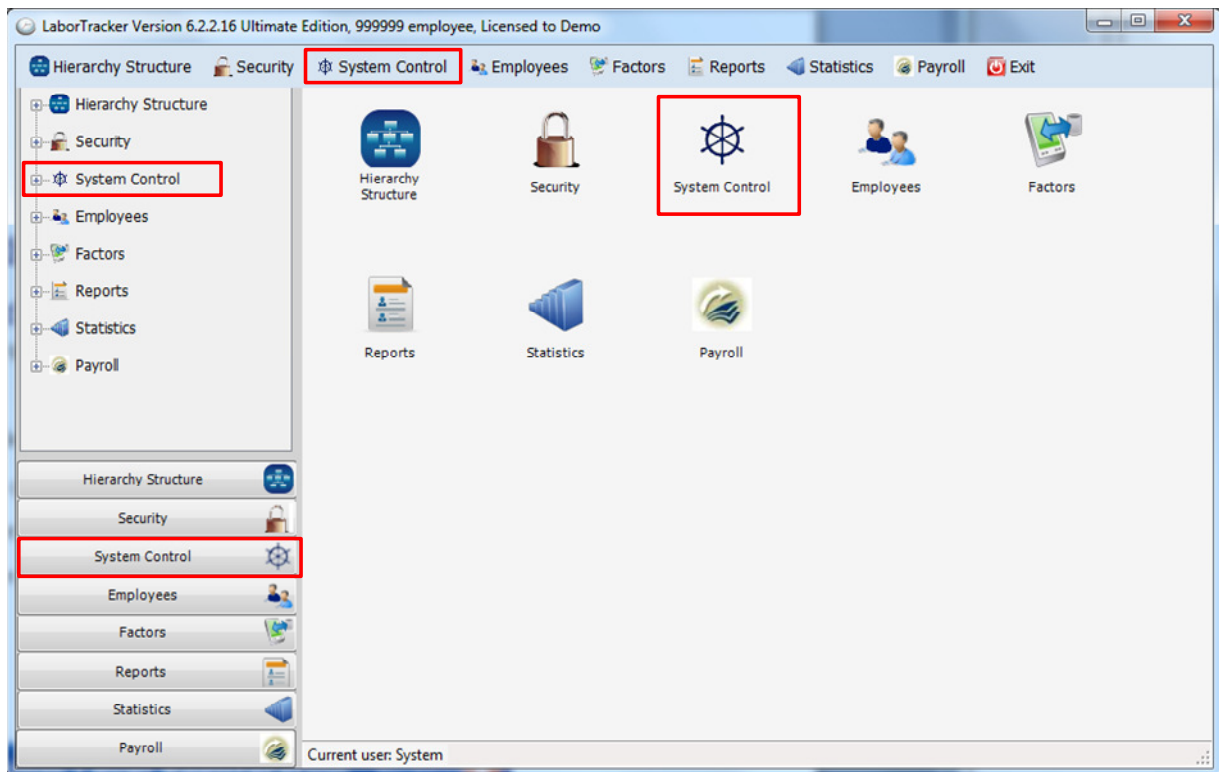 LaborTracker Version 6.2.2.16 Ultimate Edition, 999999 employee, Licensed to Demo
Hierarchy Structure Security System Control Employees Factors Reports Statistics Payroll Exit
Hierarchy Structure
Security
System Control
Employees
Factors
Reports
Statistics
Payroll
Hierarchy
Structure
Security
System Control
Employees
Factors
Reports
Statistics
Payroll
Hierarchy Structure
Security
System Control
Employees
Factors
Reports
Statistics
Payroll
Current user: System